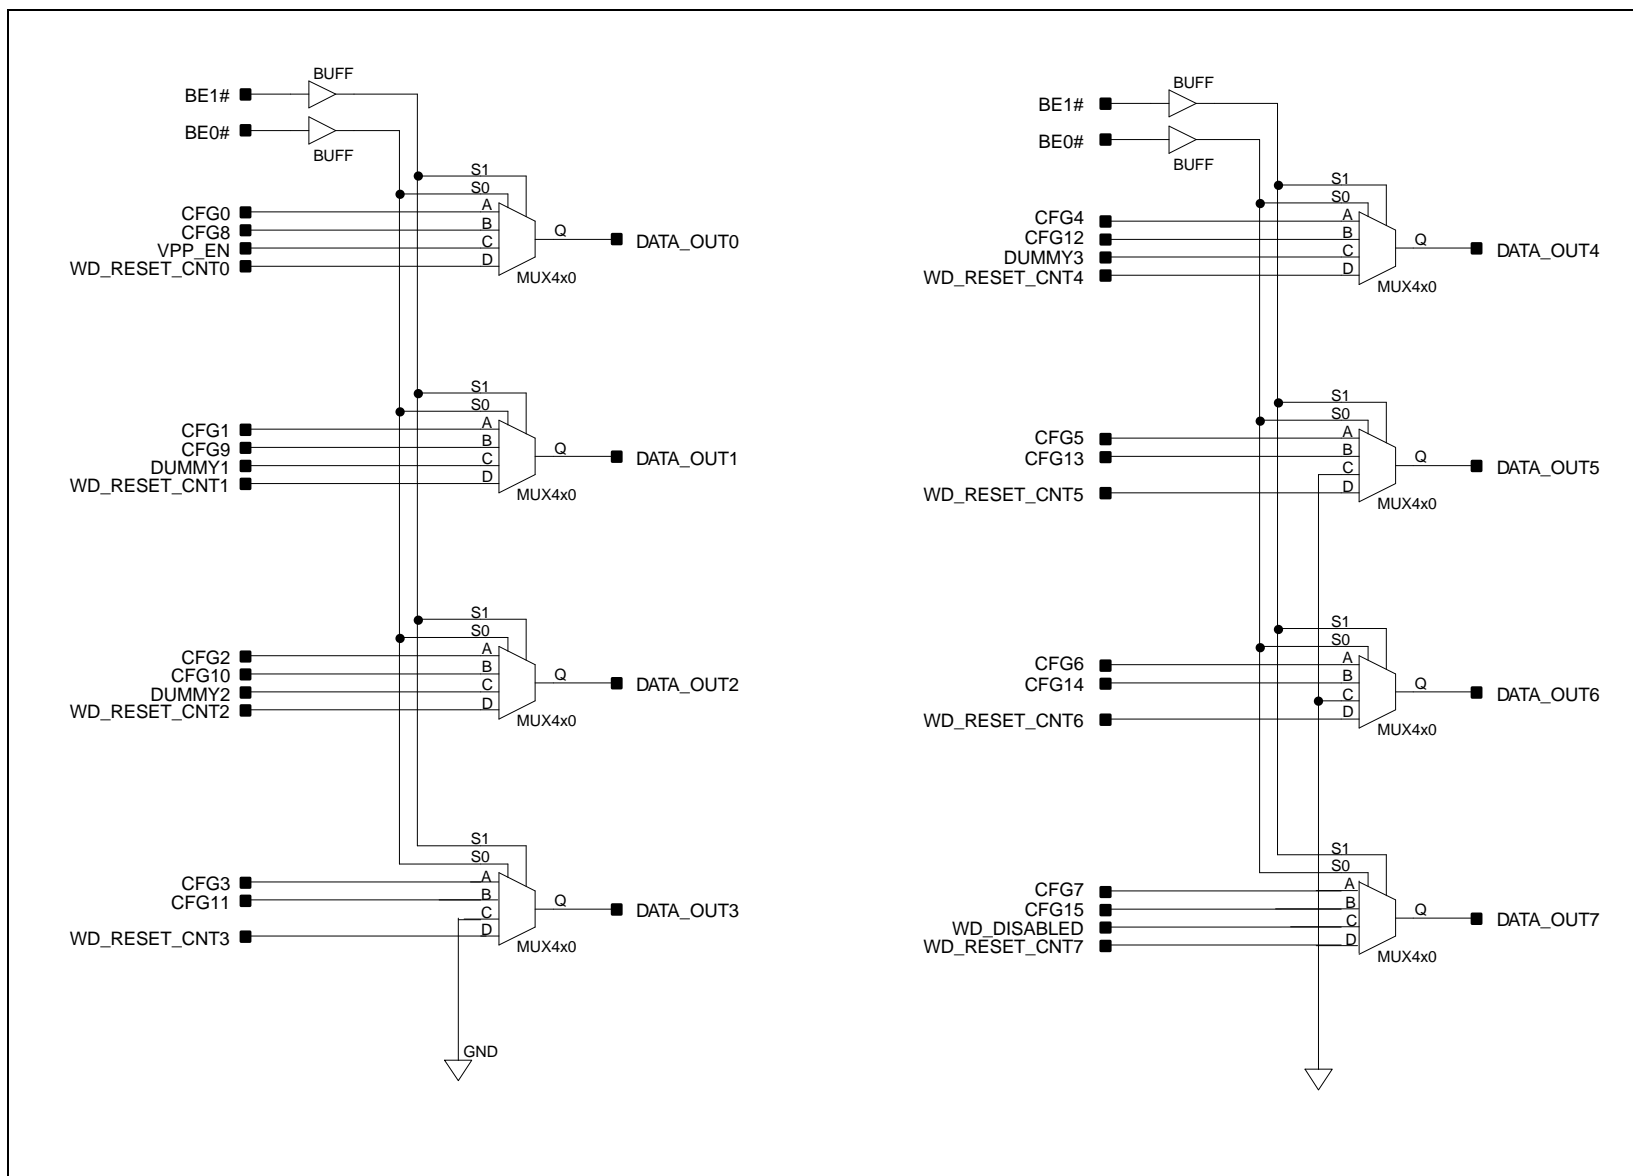 BUFF
BE1#
BE0#
BUFF
S1
S0
CFG0 A
CFG8 B
VPP_EN C
WD_RESET_CNT0 D
Q DATA_OUT0
MUX4x0
S1
S0
CFG1 A
CFG9 B
DUMMY1 C
WD_RESET_CNT1 D
Q DATA_OUT1
MUX4x0
S1
S0
CFG2 A
CFG10 B
DUMMY2 C
WD_RESET_CNT2 D
Q DATA_OUT2
MUX4x0
S1
S0
CFG3 A
CFG11 B
C
WD_RESET_CNT3 D
Q DATA_OUT3
MUX4x0
GND
BUFF
BE1#
BE0#
BUFF
S1
S0
CFG4 A
CFG12 B
DUMMY3 C
WD_RESET_CNT4 D
Q DATA_OUT4
MUX4x0
S1
S0
CFG5 A
CFG13 B
C
WD_RESET_CNT5 D
Q DATA_OUT5
MUX4x0
S1
S0
CFG6 A
CFG14 B
C
WD_RESET_CNT6 D
Q DATA_OUT6
MUX4x0
S1
S0
CFG7 A
CFG15 B
WD_DISABLED C
WD_RESET_CNT7 D
Q DATA_OUT7
MUX4x0